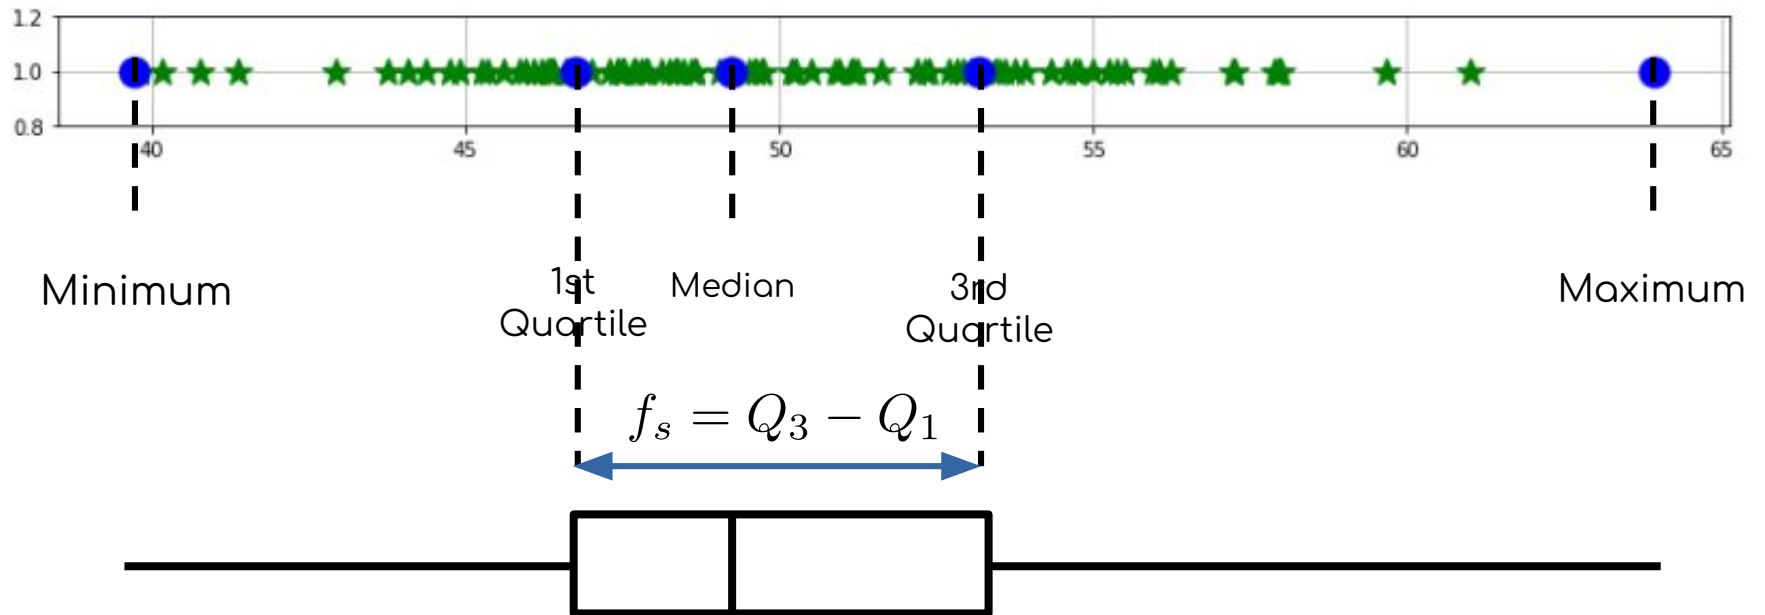 1.2
1.0
0.8
40 45 50 55 60 65
Minimum
1st
Quartile
Median
3rd
Quartile
Maximum
f_s = Q_3 − Q_1